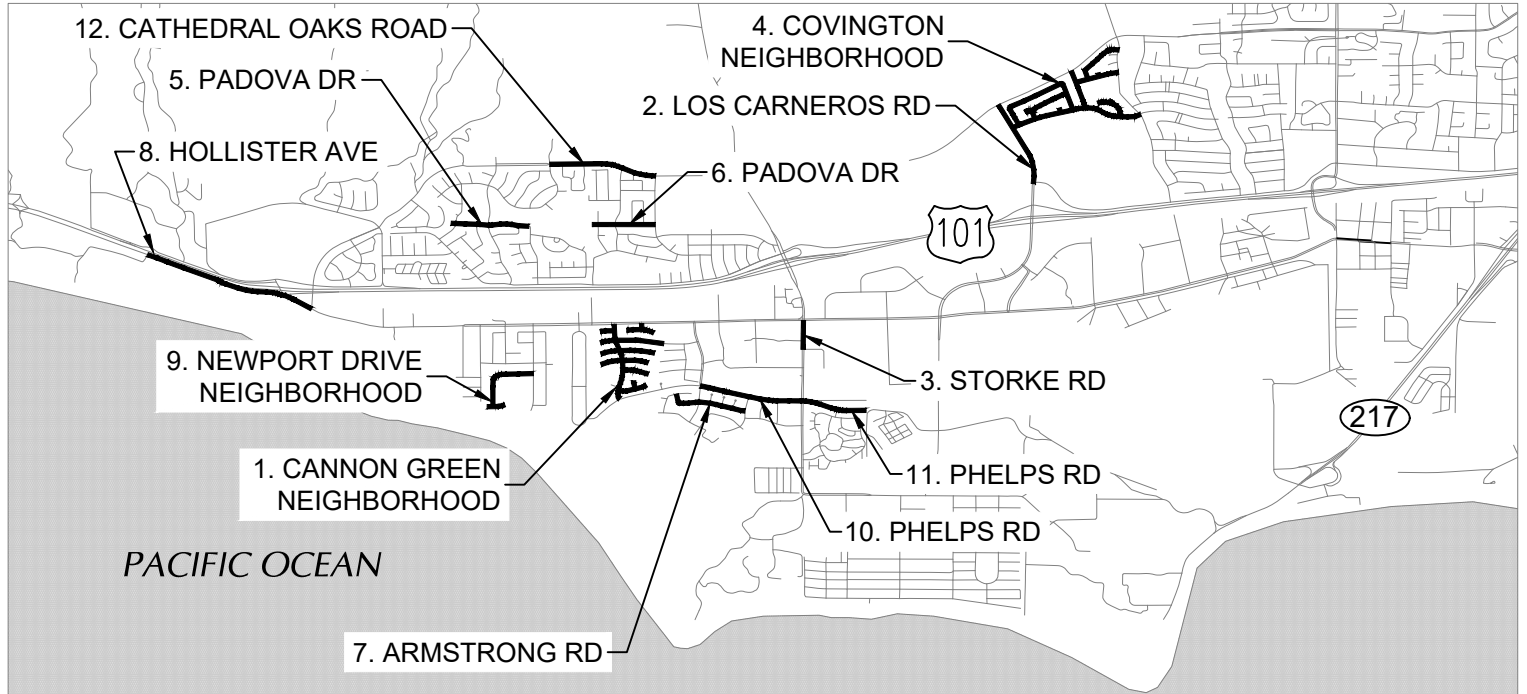 12. CATHEDRAL OAKS ROAD
4. COVINGTON
NEIGHBORHOOD
5. PADOVA DR
2. LOS CARNEROS RD
8. HOLLISTER AVE
6. PADOVA DR
101
9. NEWPORT DRIVE
NEIGHBORHOOD
3. STORKE RD
217
1. CANNON GREEN
NEIGHBORHOOD
11. PHELPS RD
10. PHELPS RD
PACIFIC OCEAN
7. ARMSTRONG RD